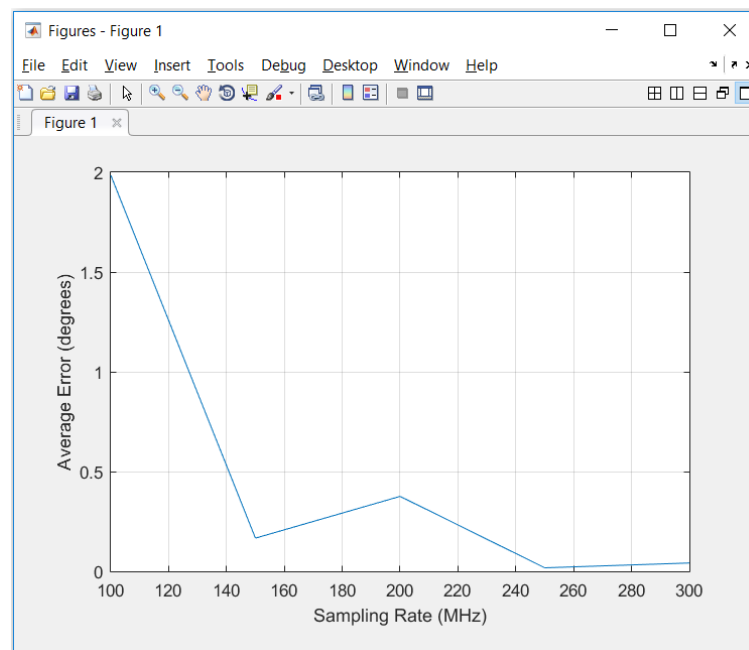 Figures - Figure 1
File Edit View Insert Tools Debug Desktop Window Help
Figure 1
2
1.5
1
0.5
0
Average Error (degrees)
100 120 140 160 180 200 220 240 260 280 300
Sampling Rate (MHz)